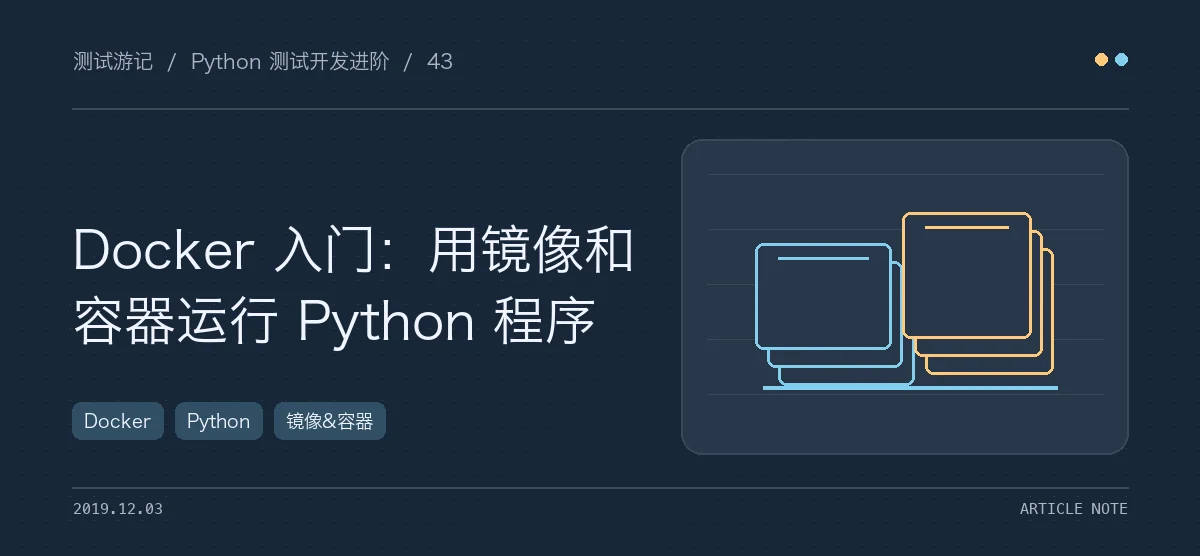 测试游记 / Python 测试开发进阶 / 43
Docker 入门：用镜像和
容器运行 Python 程序
Docker
Python
镜像&容器
2019.12.03
ARTICLE NOTE